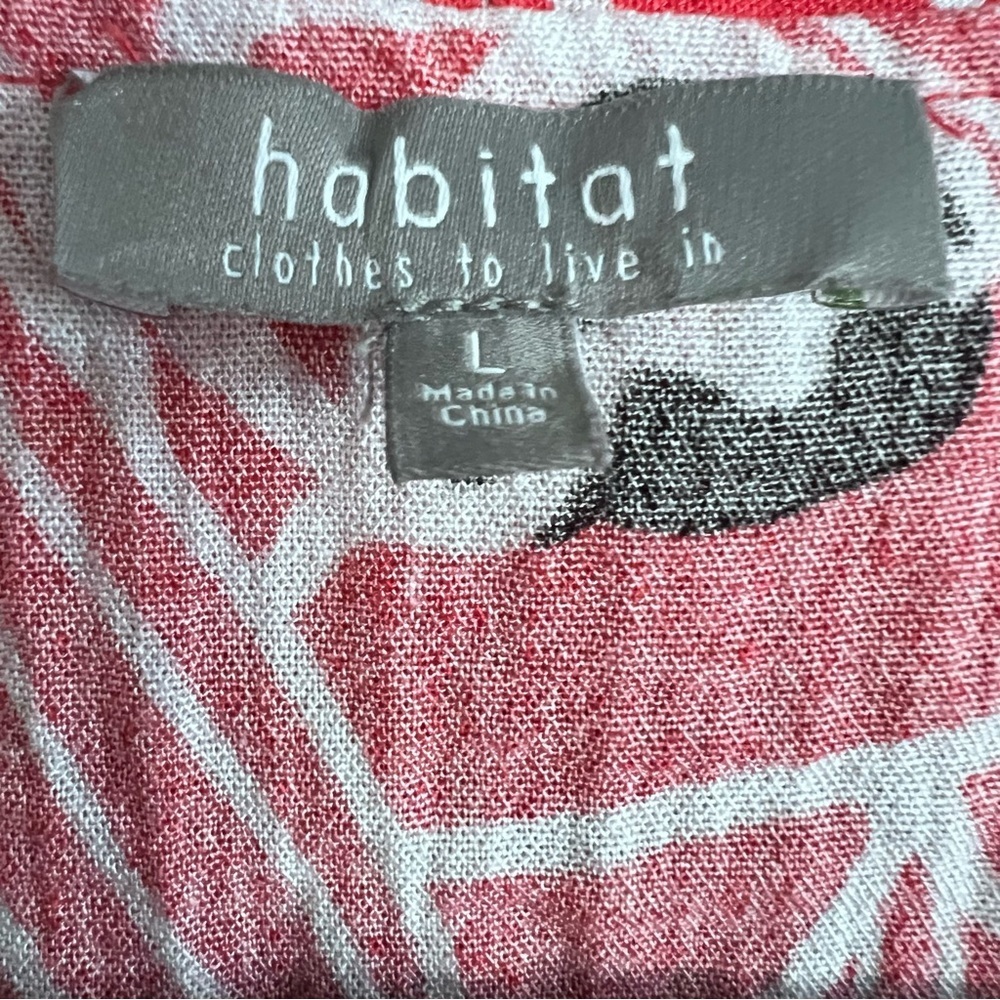 habitat
clothes to live in
L
Made in
China